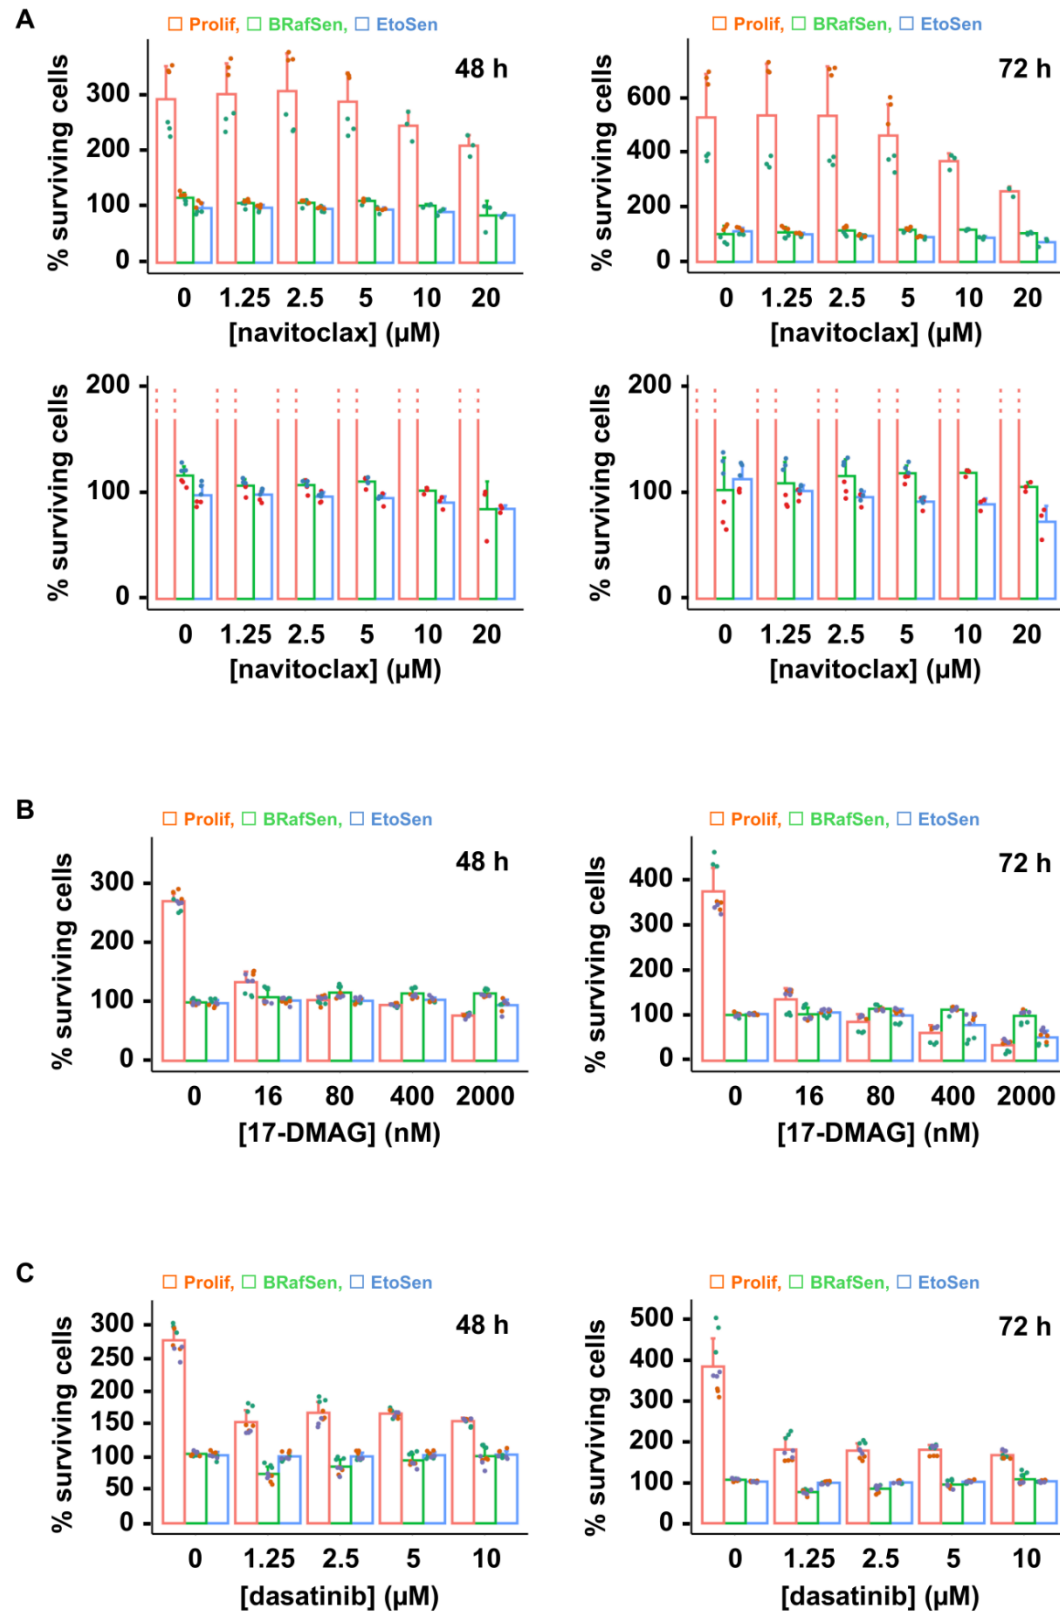 A
Prolif, BRafSen, EtoSen
Prolif, BRafSen, EtoSen
% surviving cells
300
200
100
0
48 h
0 1.25 2.5 5 10 20
[navitoclax] (µM)
% surviving cells
600
400
200
0
72 h
0 1.25 2.5 5 10 20
[navitoclax] (µM)
% surviving cells
200
100
0
0 1.25 2.5 5 10 20
[navitoclax] (µM)
% surviving cells
200
100
0
0 1.25 2.5 5 10 20
[navitoclax] (µM)
B
Prolif, BRafSen, EtoSen
Prolif, BRafSen, EtoSen
% surviving cells
300
200
100
0
48 h
0 16 80 400 2000
[17-DMAG] (nM)
% surviving cells
400
300
200
100
0
72 h
0 16 80 400 2000
[17-DMAG] (nM)
C
Prolif, BRafSen, EtoSen
Prolif, BRafSen, EtoSen
% surviving cells
300
250
150
100
50
0
48 h
0 1.25 2.5 5 10
[dasatinib] (µM)
% surviving cells
500
400
300
200
100
0
72 h
0 1.25 2.5 5 10
[dasatinib] (µM)